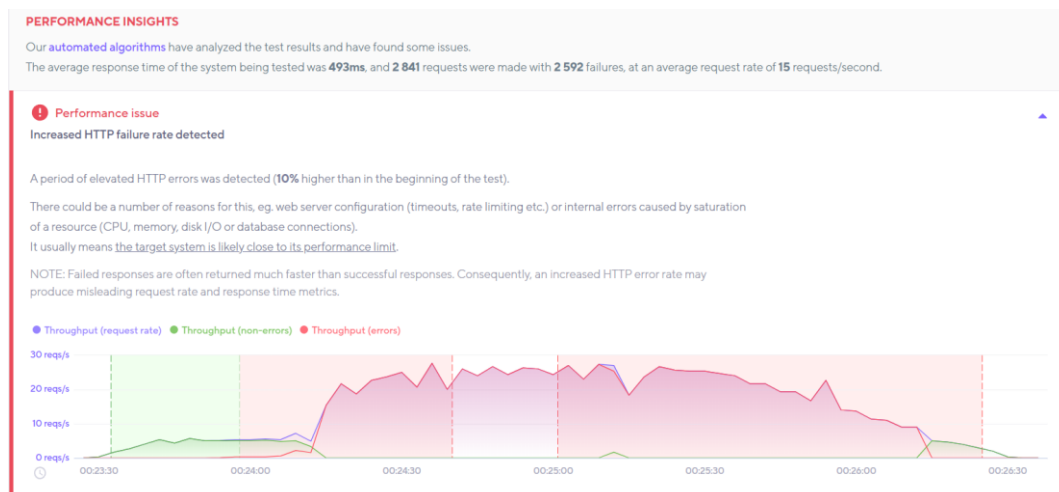 PERFORMANCE INSIGHTS
Our automated algorithms have analyzed the test results and have found some issues.
The average response time of the system being tested was 493ms, and 2 841 requests were made with 2 592 failures, at an average request rate of 15 requests/second.
! Performance issue
Increased HTTP failure rate detected
A period of elevated HTTP errors was detected (10% higher than in the beginning of the test).
There could be a number of reasons for this, eg. web server configuration (timeouts, rate limiting etc.) or internal errors caused by saturation
of a resource (CPU, memory, disk I/O or database connections).
It usually means the target system is likely close to its performance limit.
NOTE: Failed responses are often returned much faster than successful responses. Consequently, an increased HTTP error rate may
produce misleading request rate and response time metrics.
Throughput (request rate) Throughput (non-errors) Throughput (errors)
30 reqs/s
20 reqs/s
10 reqs/s
0 reqs/s
00:23:30 00:24:00 00:24:30 00:25:00 00:25:30 00:26:00 00:26:30